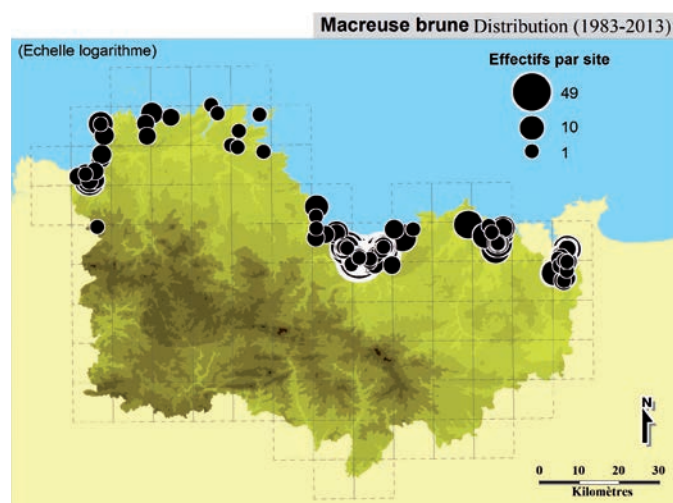 Macreuse brune Distribution (1983-2013)
(Echelle logarithme)
Effectifs par site
49
10
1
N
0 10 20 30
Kilomètres